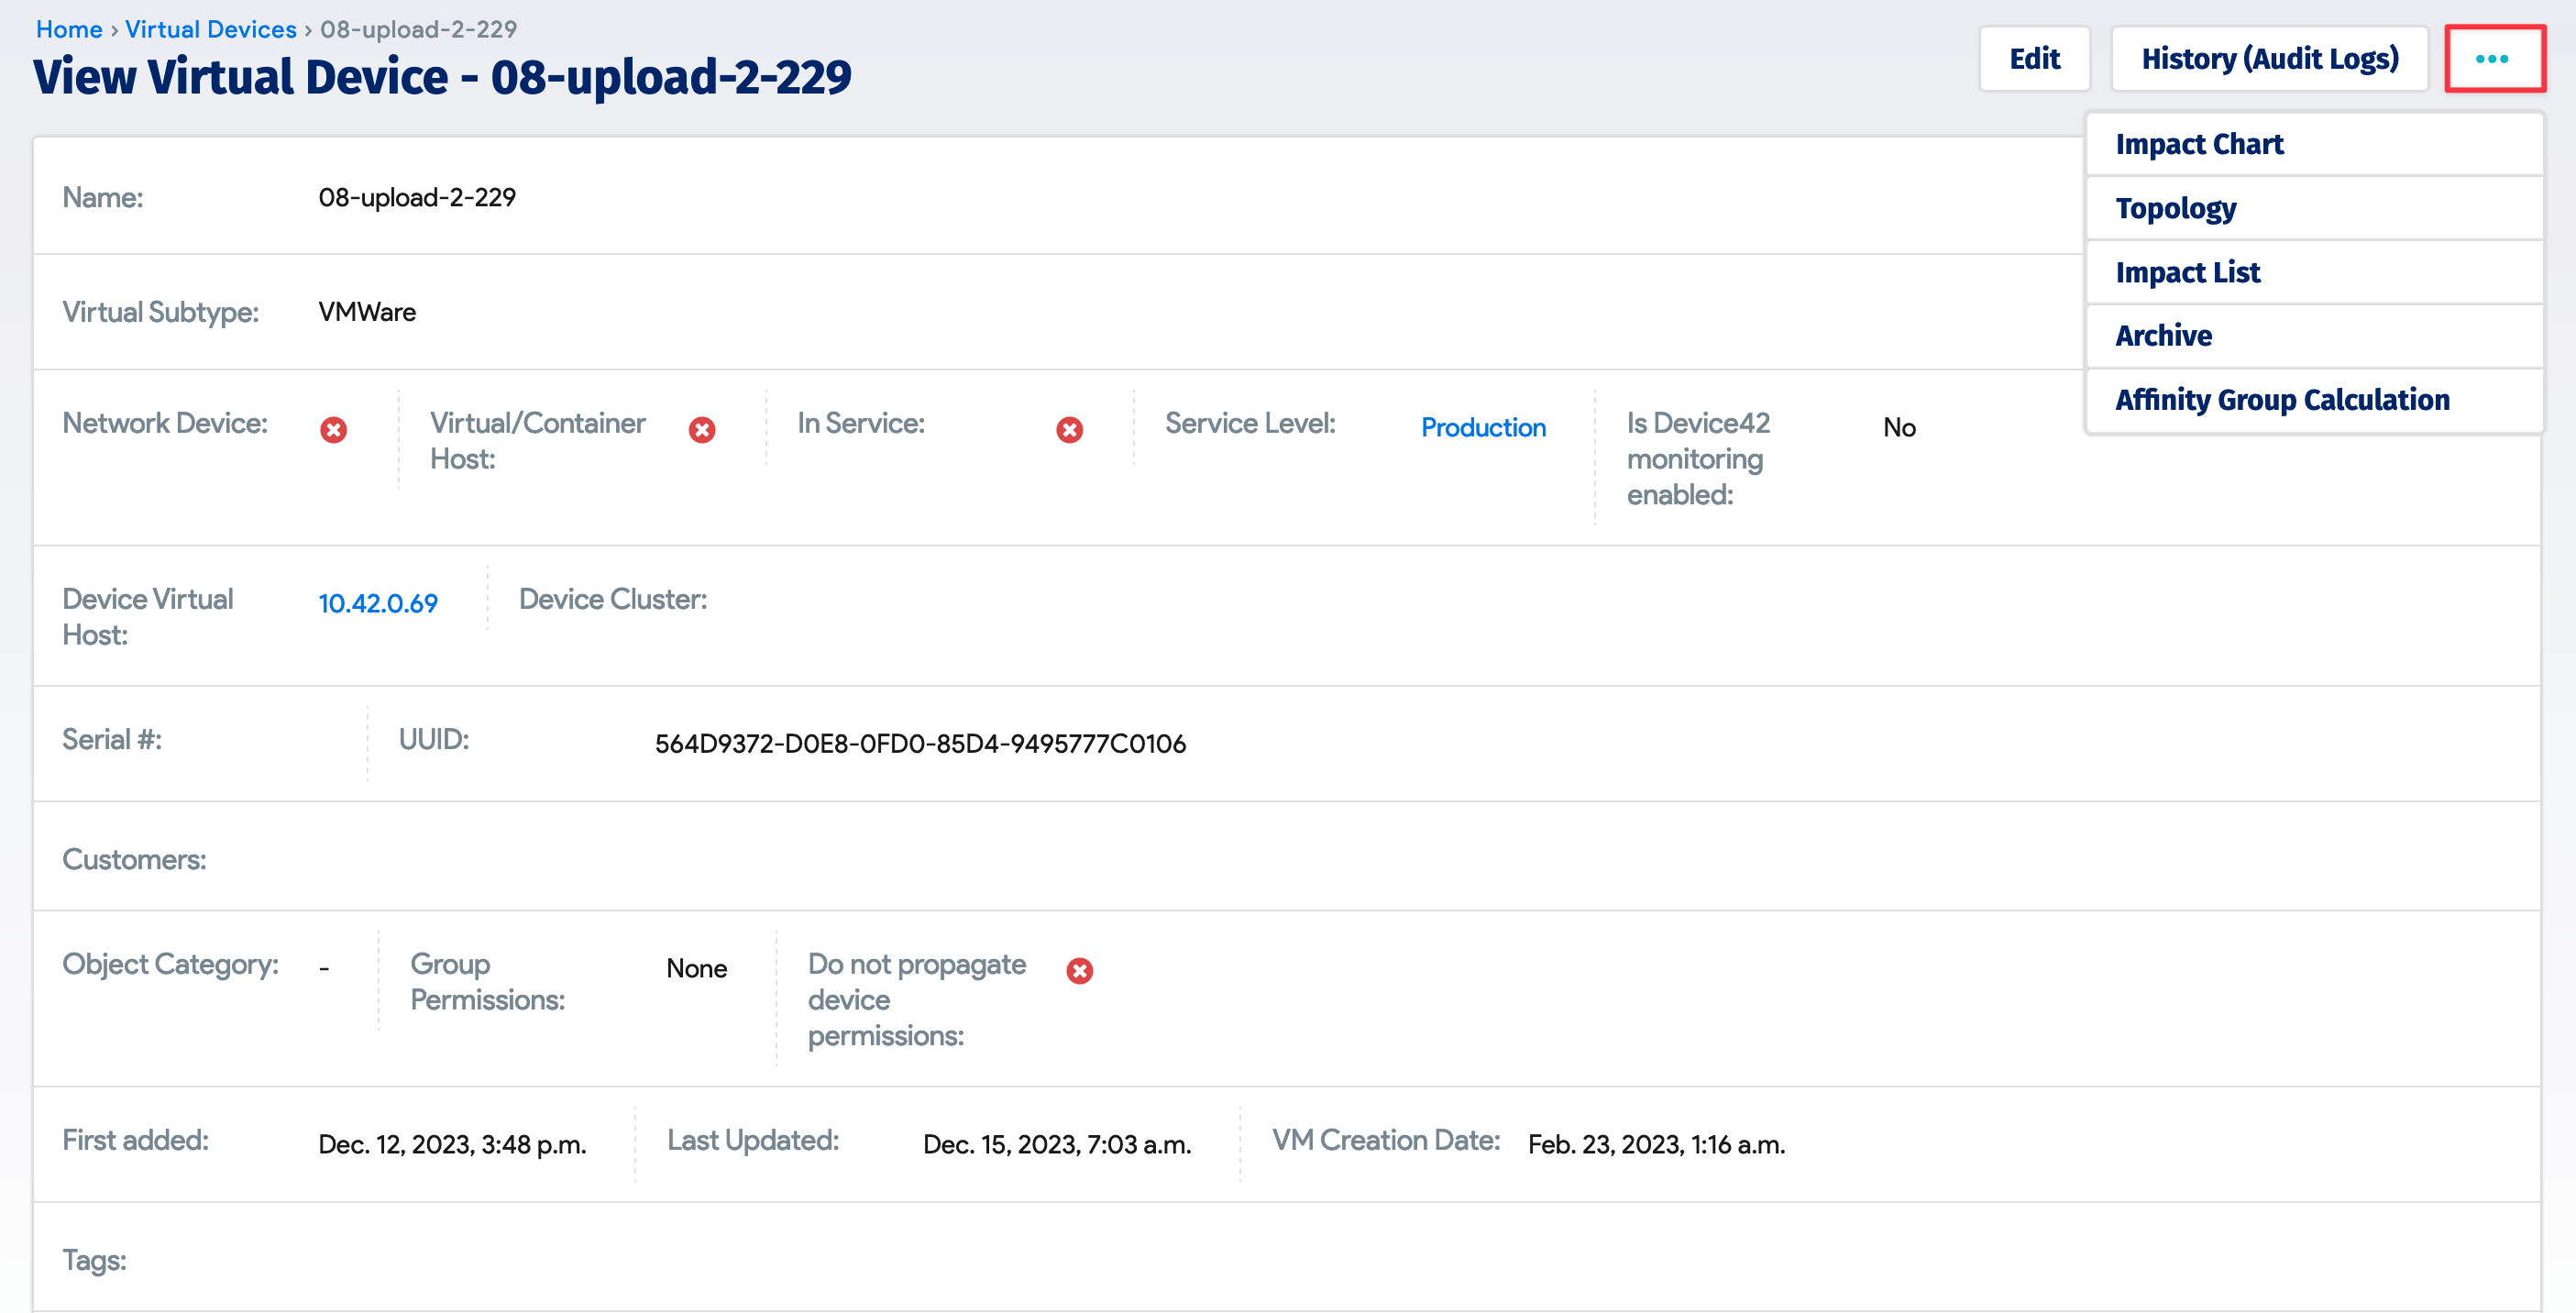 Home › Virtual Devices › 08-upload-2-229
View Virtual Device - 08-upload-2-229
Edit
History (Audit Logs)
•••
Impact Chart
Topology
Impact List
Archive
Affinity Group Calculation
Name: 08-upload-2-229
Virtual Subtype: VMWare
Network Device:
Virtual/Container
Host:
In Service:
Service Level: Production
Is Device42
monitoring
enabled:
No
Device Virtual
Host:
10.42.0.69
Device Cluster:
Serial #:
UUID: 564D9372-D0E8-0FD0-85D4-9495777C0106
Customers:
Object Category: -
Group
Permissions:
None
Do not propagate
device
permissions:
First added: Dec. 12, 2023, 3:48 p.m.
Last Updated: Dec. 15, 2023, 7:03 a.m.
VM Creation Date: Feb. 23, 2023, 1:16 a.m.
Tags: